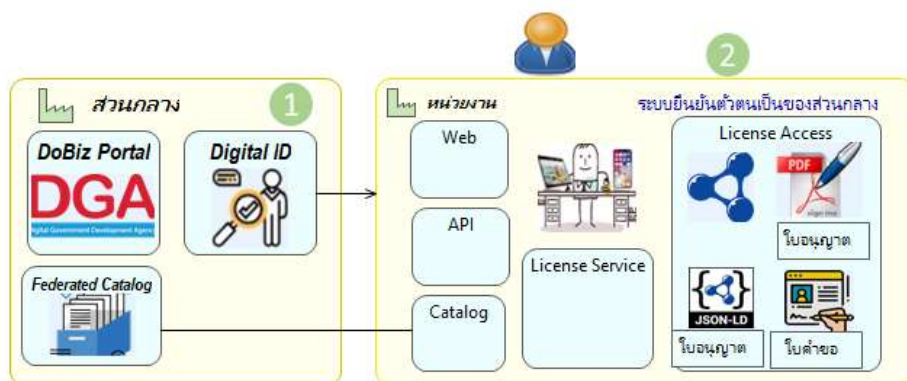 ส่วนกลาง
1
DoBiz Portal
DGA
Digital Government Development Agency
Digital ID
Federated Catalog
2
หน่วยงาน
ระบบยืนยันตัวตนเป็นของส่วนกลาง
Web
API
Catalog
License Service
License Access
PDF
ใบอนุญาต
JSON-LD
ใบอนุญาต
ใบคำขอ